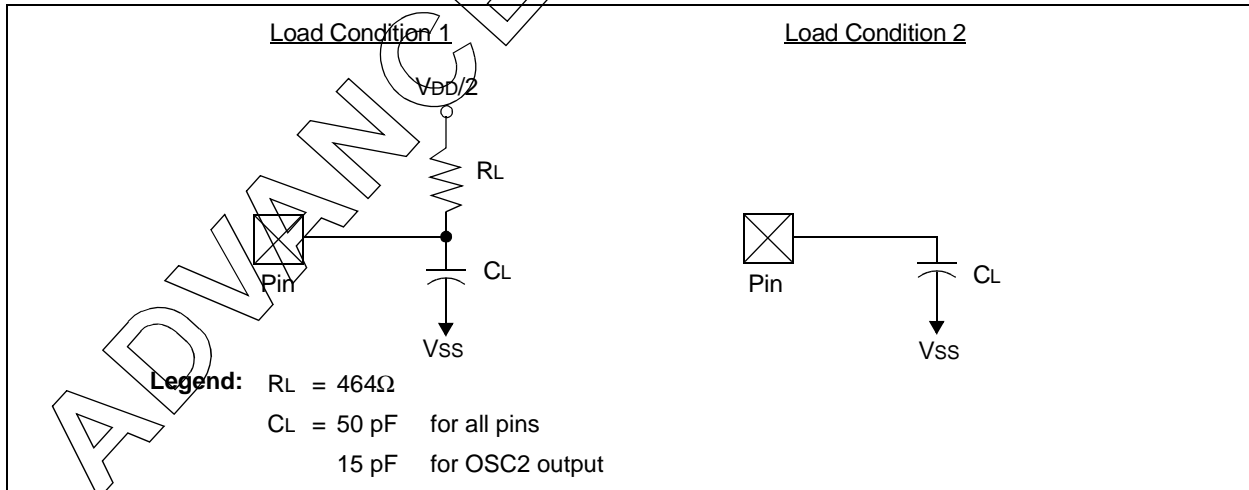 Load Condition 1
VDD/2
RL
Pin
CL
VSS
Load Condition 2
Pin
CL
VSS
Legend: RL = 464Ω
CL = 50 pF for all pins
15 pF for OSC2 output
ADVANCE